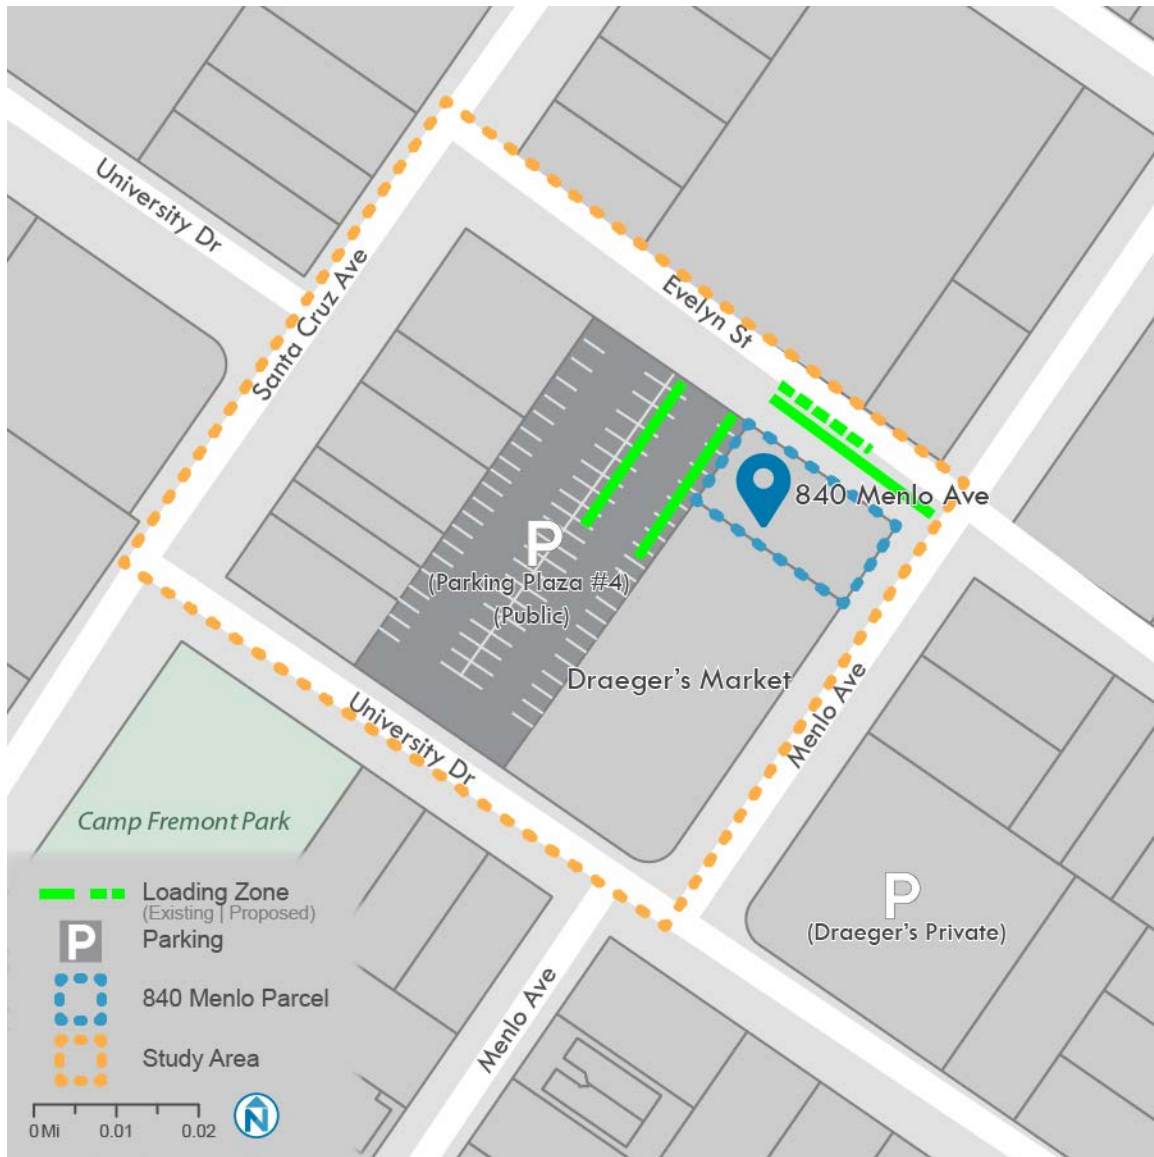 University Dr
Santa Cruz Ave
Evelyn St
840 Menlo Ave
P
(Parking Plaza #4)
(Public)
Draeger's Market
Menlo Ave
University Dr
Camp Fremont Park
P
(Draeger's Private)
Menlo Ave
Loading Zone
(Existing | Proposed)
P
Parking
840 Menlo Parcel
Study Area
0 Mi 0.01 0.02
N